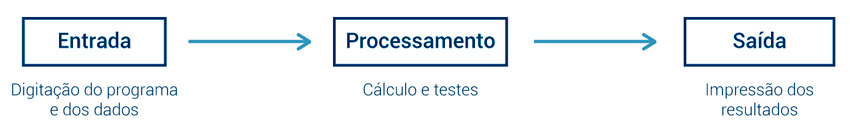 Entrada
Processamento
Saída
Digitação do programa
e dos dados
Cálculo e testes
Impressão dos
resultados